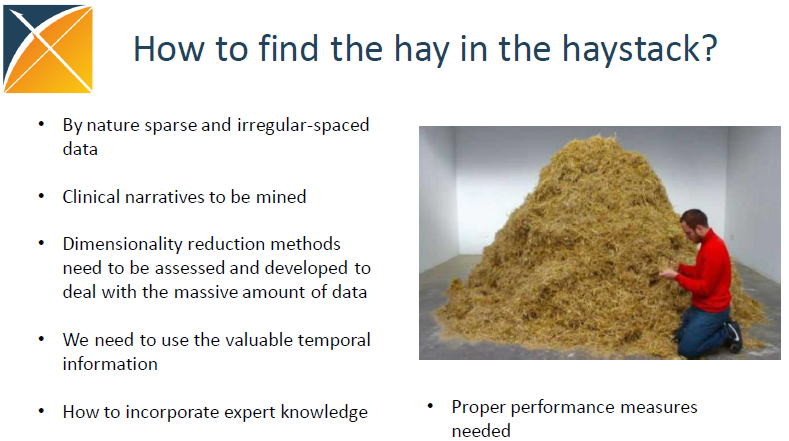 How to find the hay in the haystack?
• By nature sparse and irregular-spaced
data
• Clinical narratives to be mined
• Dimensionality reduction methods
need to be assessed and developed to
deal with the massive amount of data
• We need to use the valuable temporal
information
• How to incorporate expert knowledge
• Proper performance measures
needed